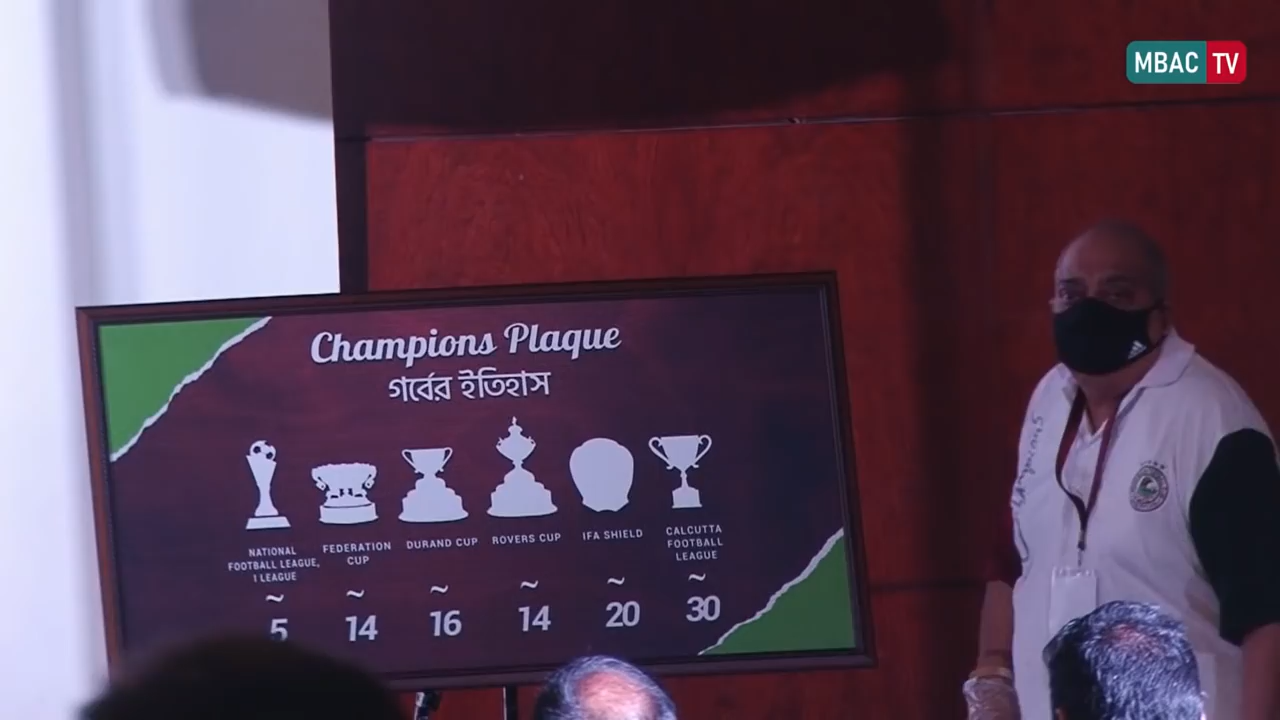 MBAC TV
Champions Plaque
গর্বের ইতিহাস
NATIONAL
FOOTBALL LEAGUE,
I LEAGUE
FEDERATION
CUP
DURAND CUP
ROVERS CUP
IFA SHIELD
CALCUTTA
FOOTBALL
LEAGUE
~ ~ ~ ~ ~ ~
5 14 16 14 20 30